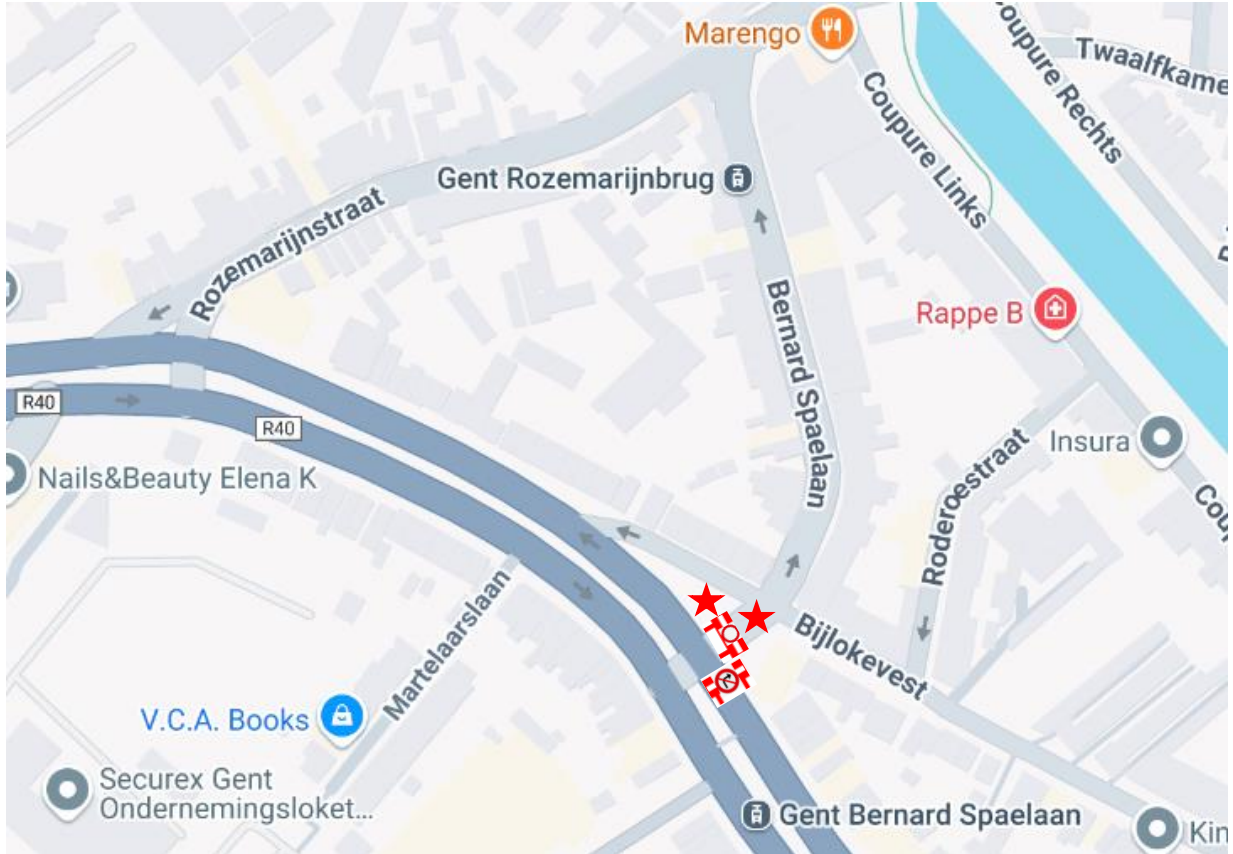 Marengo
Coupure Rechts
Twaalfkame
Coupure Links
Gent Rozemarijnbrug
Rozemarijnstraat
Bernard Spaelaan
Rappe B
R40
R40
Insura
Nails&Beauty Elena K
Roderoestraat
Cou
Martelaarslaan
Bijlokevest
V.C.A. Books
Securex Gent
Ondernemingsloket...
Gent Bernard Spaelaan
Kin